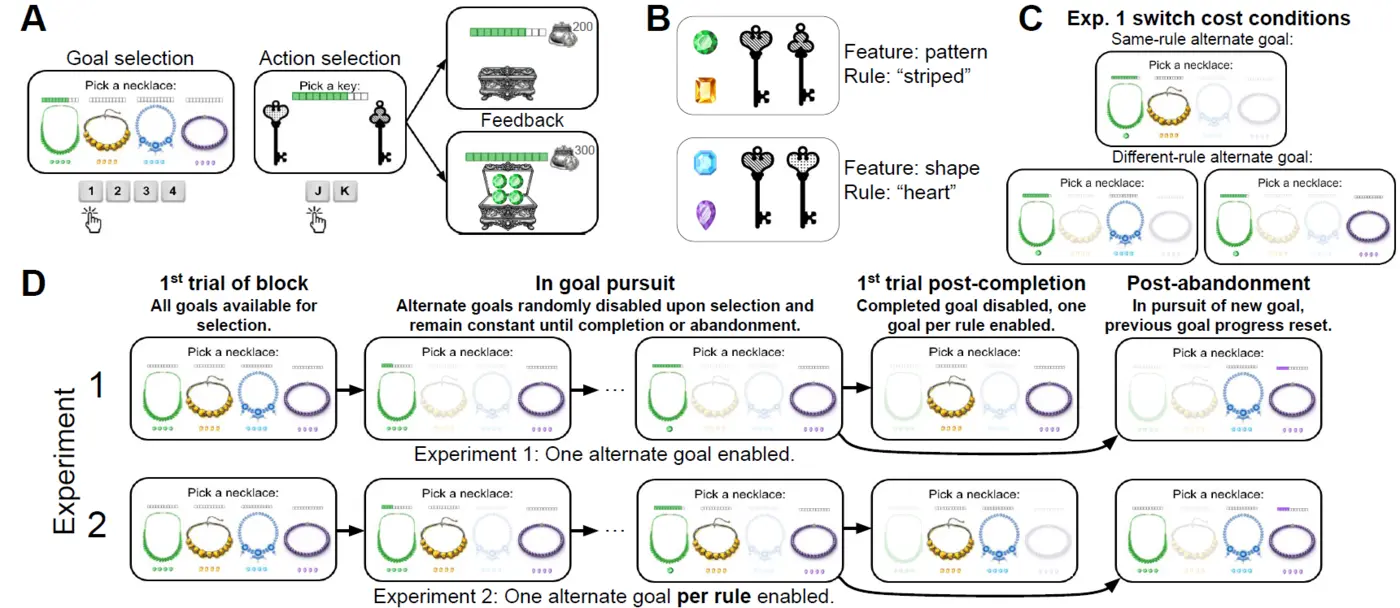 A
Goal selection
Pick a necklace:
1 2 3 4
Action selection
Pick a key:
J K
200
Feedback
300
B
Feature: pattern
Rule: “striped”
Feature: shape
Rule: “heart”
C
Exp. 1 switch cost conditions
Same-rule alternate goal:
Pick a necklace:
Different-rule alternate goal:
Pick a necklace:
Pick a necklace:
D
1st trial of block
All goals available for
selection.
In goal pursuit
Alternate goals randomly disabled upon selection and
remain constant until completion or abandonment.
1st trial post-completion
Completed goal disabled, one
goal per rule enabled.
Post-abandonment
In pursuit of new goal,
previous goal progress reset.
Experiment
1
Pick a necklace:
Pick a necklace:
...
Pick a necklace:
Pick a necklace:
Pick a necklace:
Experiment 1: One alternate goal enabled.
2
Pick a necklace:
Pick a necklace:
...
Pick a necklace:
Pick a necklace:
Pick a necklace:
Experiment 2: One alternate goal per rule enabled.